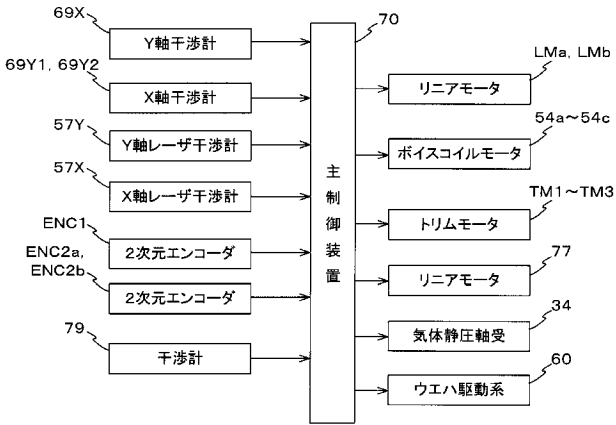 69X
Y軸干渉計
69Y1, 69Y2
X軸干渉計
57Y
Y軸レーザ干渉計
57X
X軸レーザ干渉計
ENC1
2次元エンコーダ
ENC2a,
ENC2b
2次元エンコーダ
79
干渉計
70
主制御装置
LMa, LMb
リニアモータ
54a～54c
ボイスコイルモータ
TM1～TM3
トリムモータ
77
リニアモータ
34
気体静圧軸受
60
ウエハ駆動系